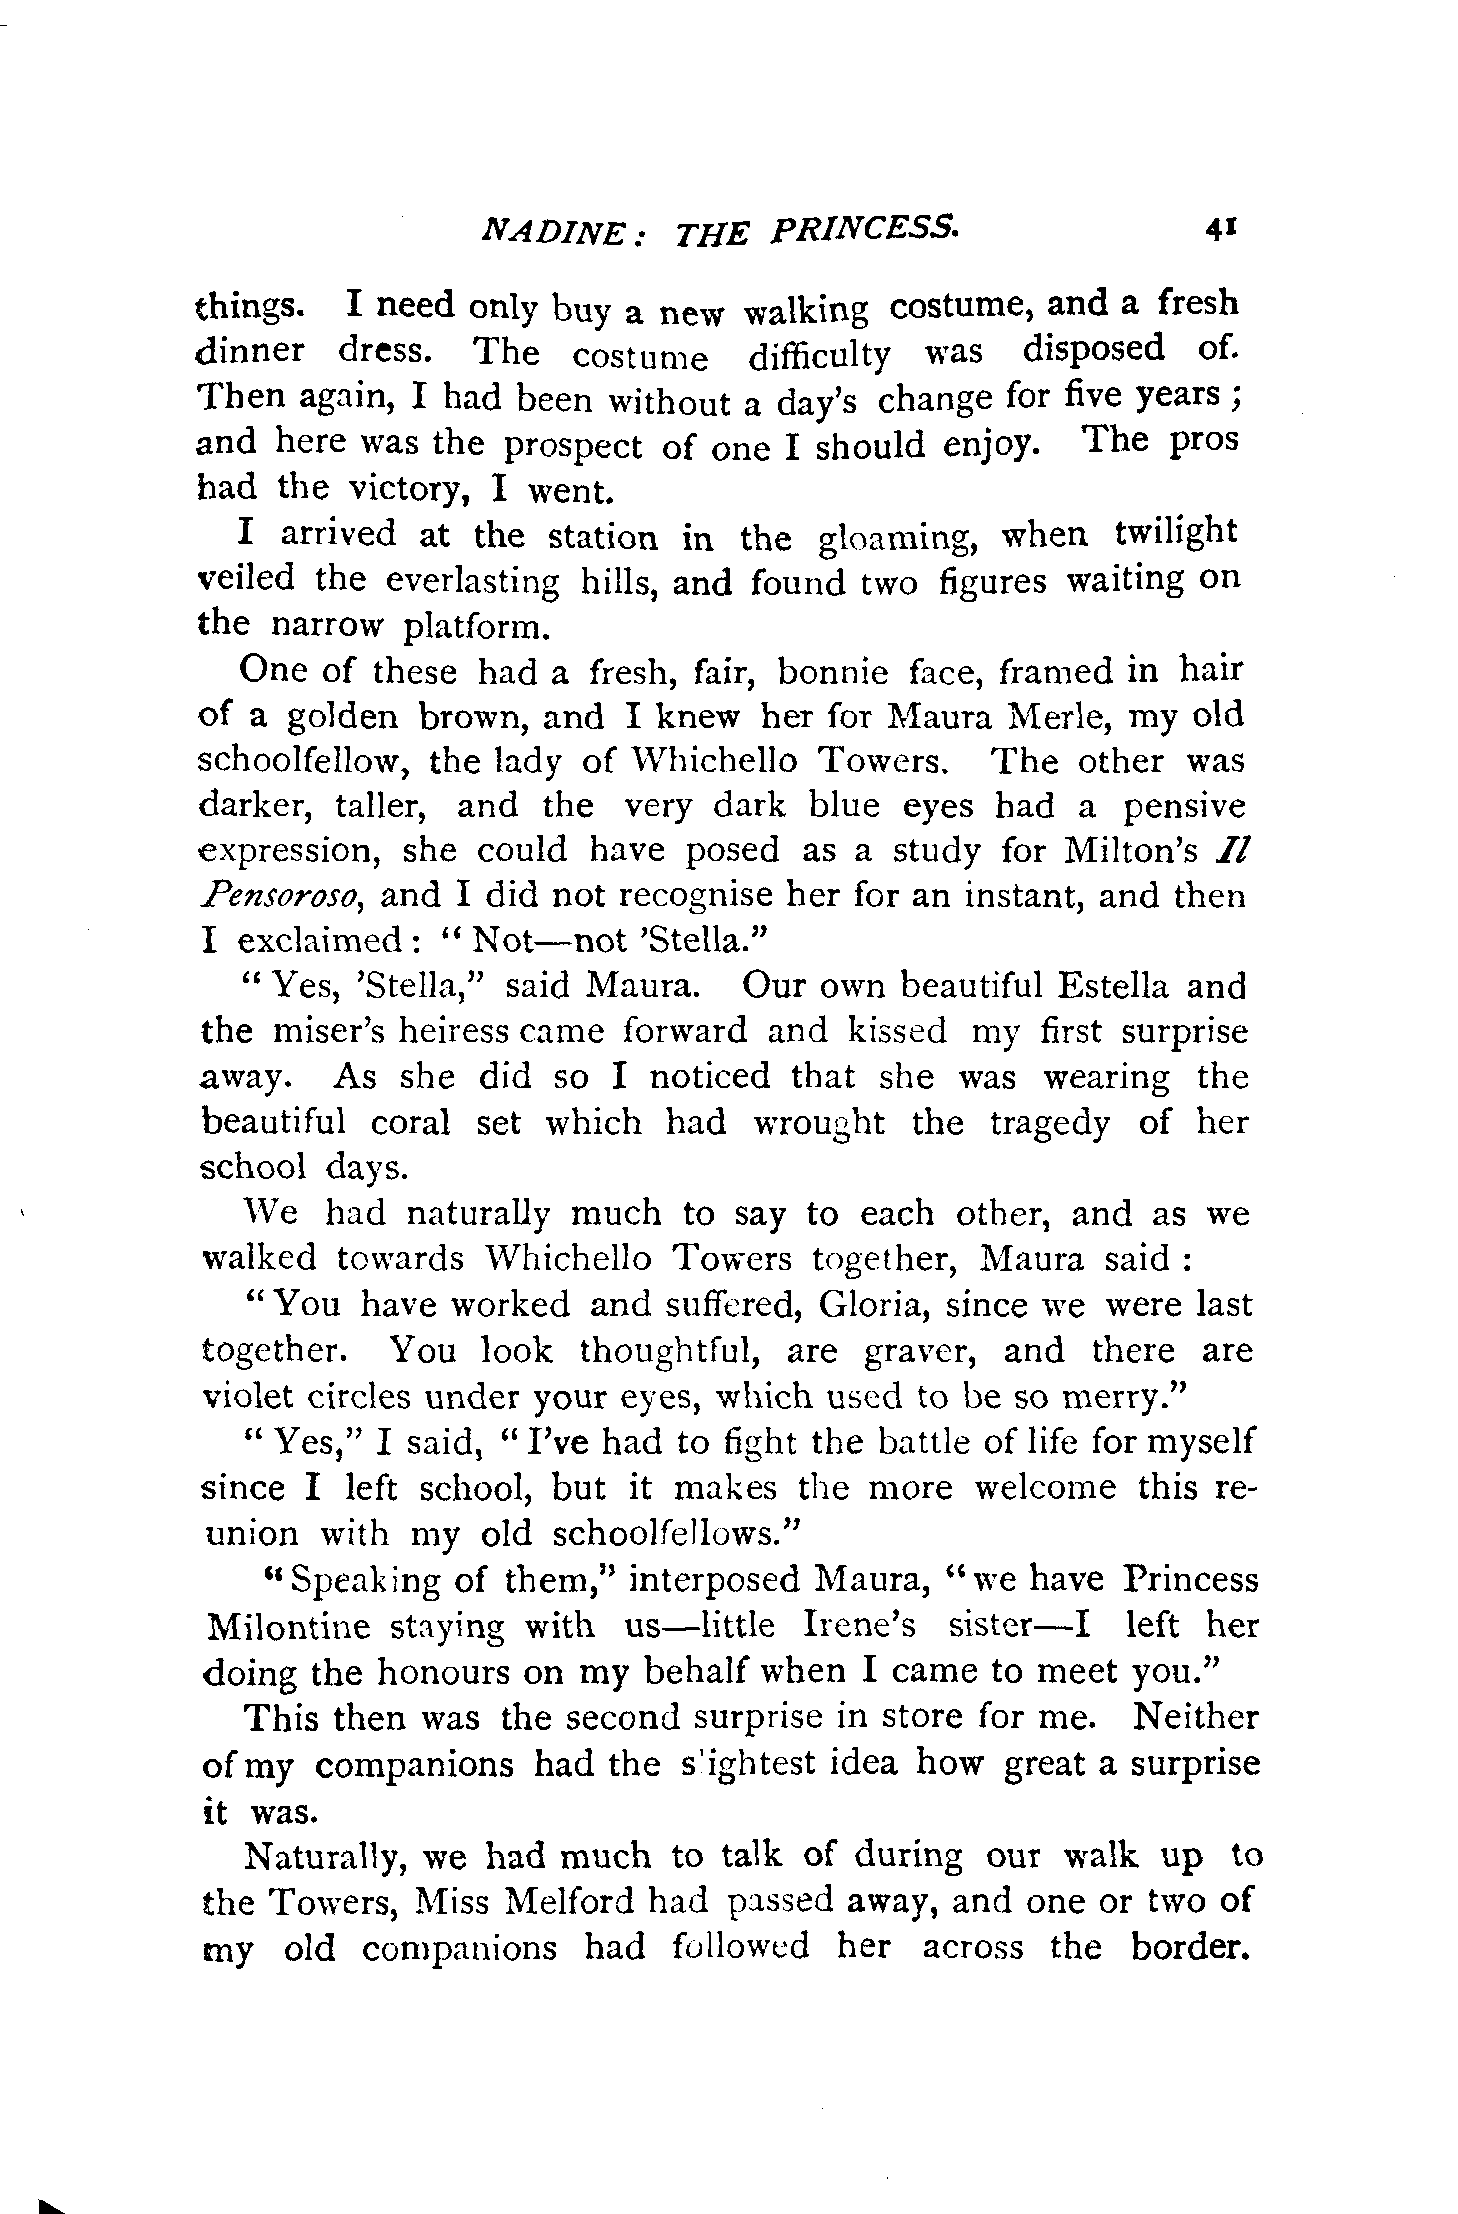 NADINE: THE PRINCESS. 41
things. I need only buy a new walking costume, and a fresh
dinner dress. The costume difficulty was disposed of.
Then again, I had been without a day's change for five years ;
and here was the prospect of one I should enjoy. The pros
had the victory, I went.
I arrived at the station in the gloaming, when twilight
veiled the everlasting hills, and found two figures waiting on
the narrow platform.
One of these had a fresh, fair, bonnie face, framed in hair
of a golden brown, and I knew her for Maura Merle, my old
schoolfellow, the lady of Whichello Towers. The other was
darker, taller, and the very dark blue eyes had a pensive
expression, she could have posed as a study for Milton's Il
Pensoroso, and I did not recognise her for an instant, and then
I exclaimed : " Not—not 'Stella."
" Yes, 'Stella," said Maura. Our own beautiful Estella and
the miser's heiress came forward and kissed my first surprise
away. As she did so I noticed that she was wearing the
beautiful coral set which had wrought the tragedy of her
school days.
We had naturally much to say to each other, and as we
walked towards Whichello Towers together, Maura said :
" You have worked and suffered, Gloria, since we were last
together. You look thoughtful, are graver, and there are
violet circles under your eyes, which used to be so merry."
" Yes," I said, " I've had to fight the battle of life for myself
since I left school, but it makes the more welcome this re-
union with my old schoolfellows."
" Speaking of them," interposed Maura, " we have Princess
Milontine staying with us—little Irene's sister—I left her
doing the honours on my behalf when I came to meet you."
This then was the second surprise in store for me. Neither
of my companions had the s'ightest idea how great a surprise
it was.
Naturally, we had much to talk of during our walk up to
the Towers, Miss Melford had passed away, and one or two of
my old companions had followed her across the border.